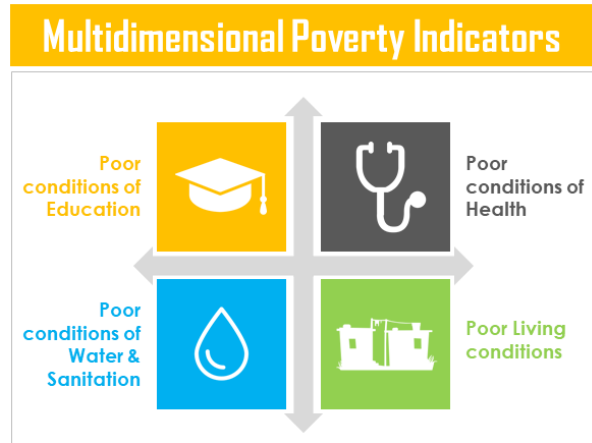 Multidimensional Poverty Indicators
Poor
conditions of
Education
Poor
conditions of
Health
Poor
conditions of
Water &
Sanitation
Poor Living
conditions